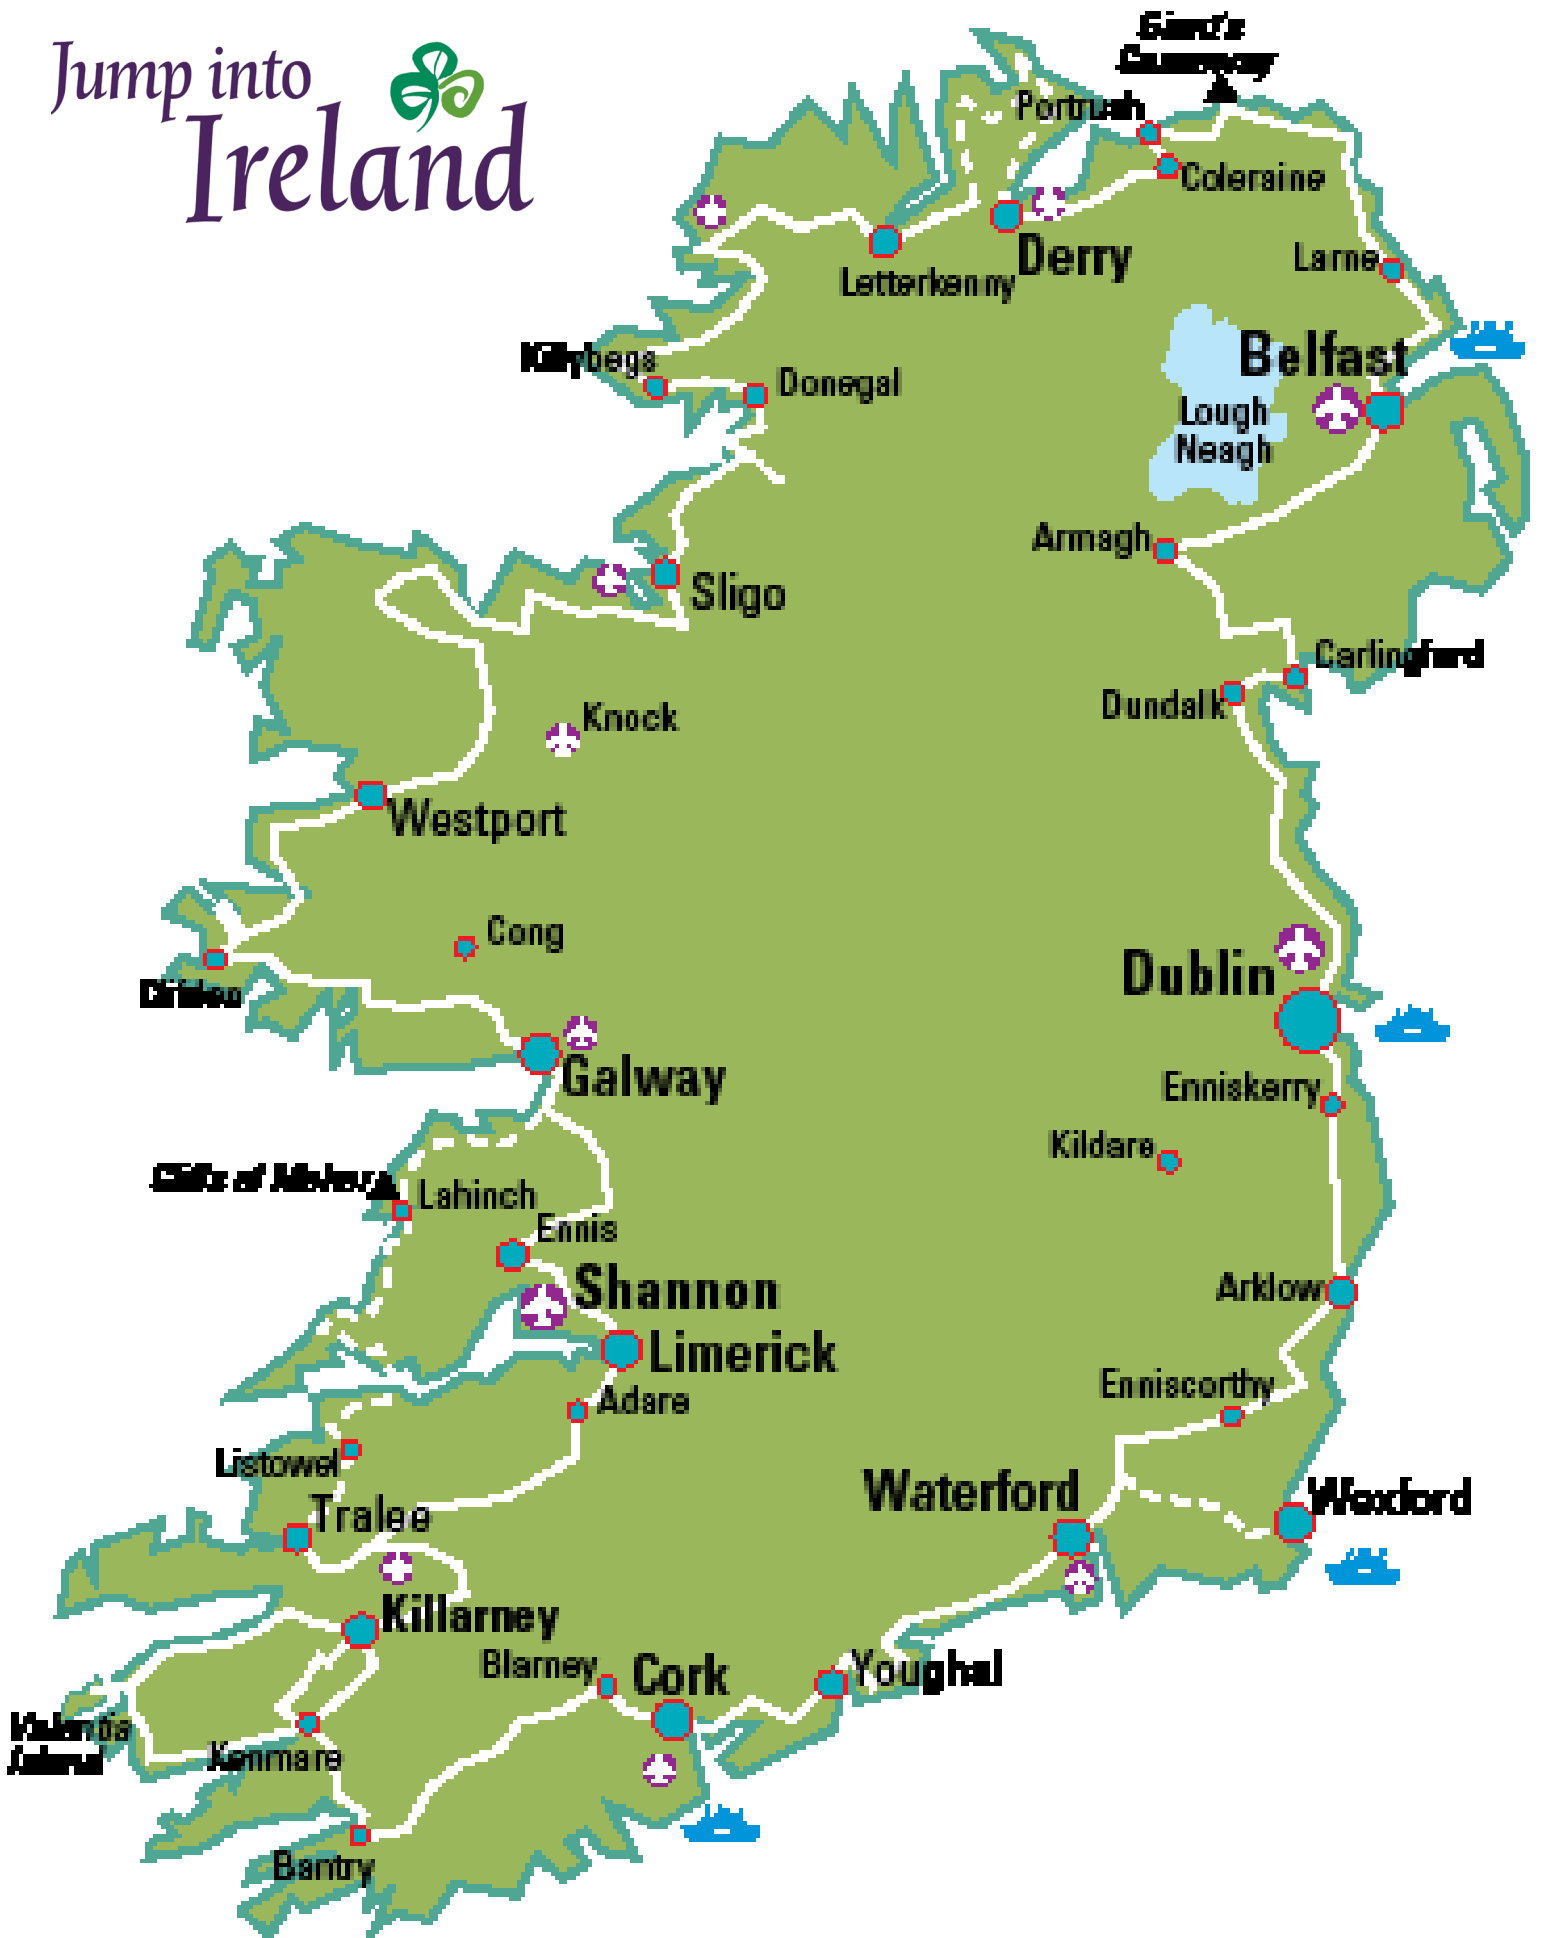 Jump into
Ireland
Giant's
Causeway
Portrush
Coleraine
Derry
Letterkenny
Larne
Belfast
Killybegs
Donegal
Lough
Neagh
Armagh
Sligo
Carlingford
Dundalk
Knock
Westport
Cong
Dublin
Galway
Enniskerry
Kildare
Cliffs of Moher
Lahinch
Ennis
Shannon
Arklow
Limerick
Enniscorthy
Adare
Listowel
Waterford
Wexford
Tralee
Killarney
Blarney
Cork
Youghal
Valentia
Island
Kenmare
Bantry